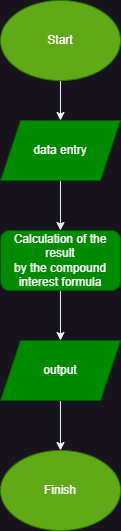 Start
data entry
Calculation of the
result
by the compound
interest formula
output
Finish